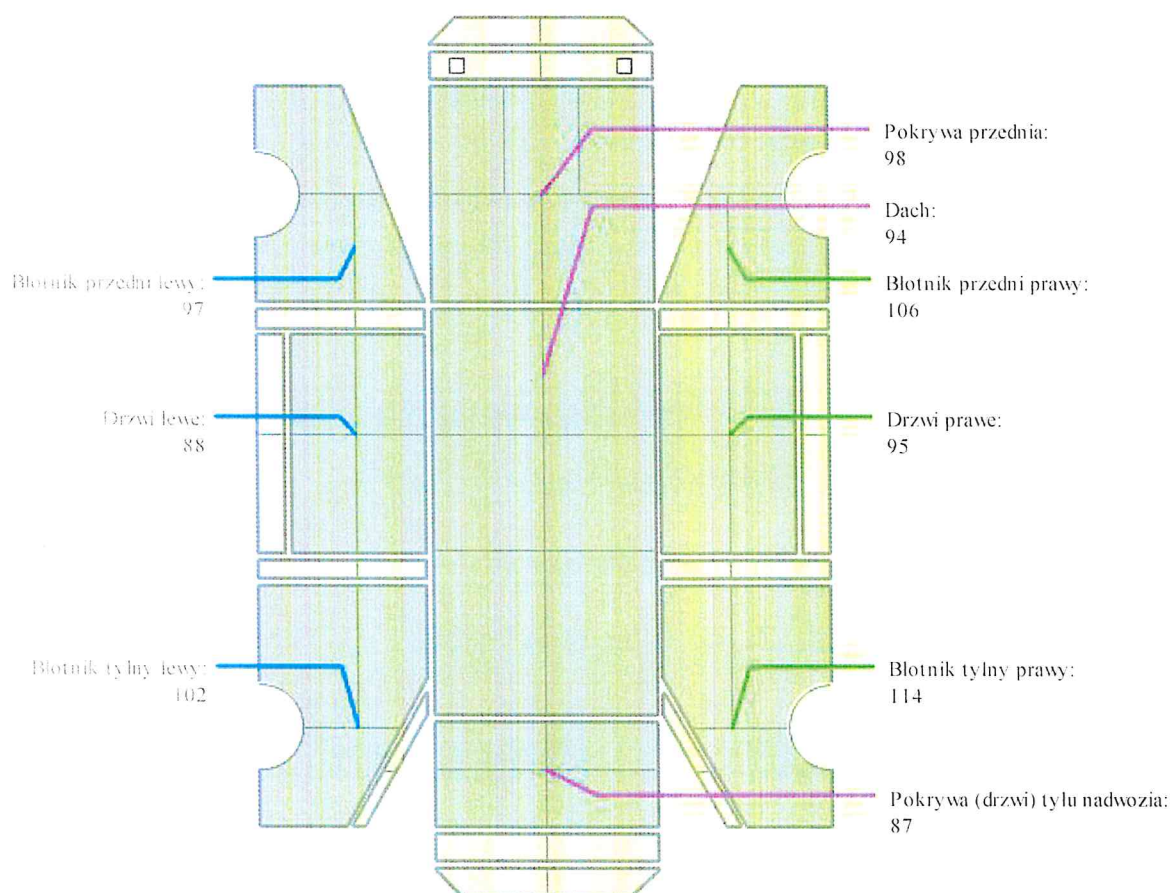 Pokrywa przednia:
98
Dach:
94
Błotnik przedni lewy:
97
Błotnik przedni prawy:
106
Drzwi lewe:
88
Drzwi prawe:
95
Błotnik tylny lewy:
102
Błotnik tylny prawy:
114
Pokrywa (drzwi) tyłu nadwozia:
87